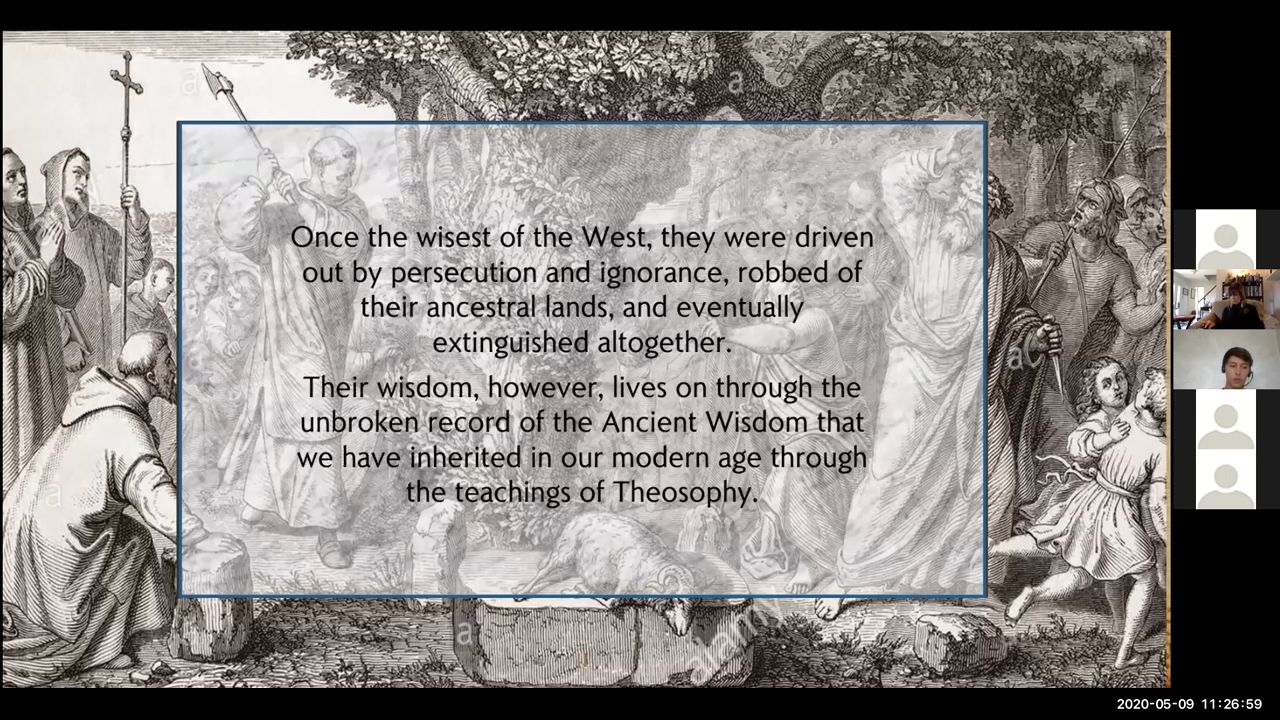 Once the wisest of the West, they were driven
out by persecution and ignorance, robbed of
their ancestral lands, and eventually
extinguished altogether.
Their wisdom, however, lives on through the
unbroken record of the Ancient Wisdom that
we have inherited in our modern age through
the teachings of Theosophy.
a
a
a
a
a
alamy
2020-05-09 11:26:59